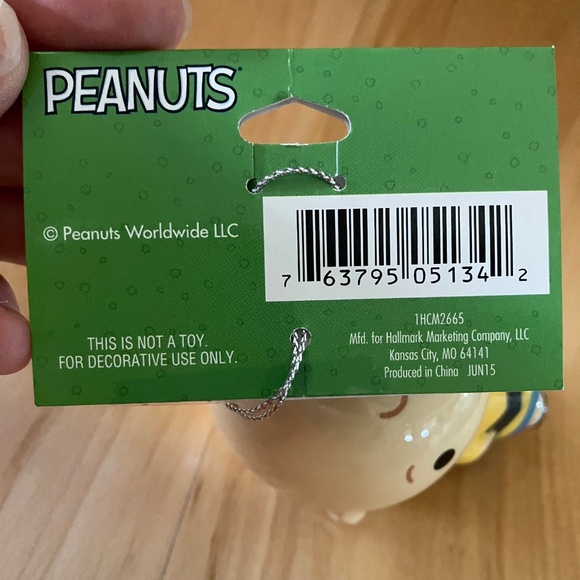 PEANUTS
© Peanuts Worldwide LLC
7 63795 05134 2
THIS IS NOT A TOY.
FOR DECORATIVE USE ONLY.
1HCM2665
Mfd. for Hallmark Marketing Company, LLC
Kansas City, MO 64141
Produced in China JUN15